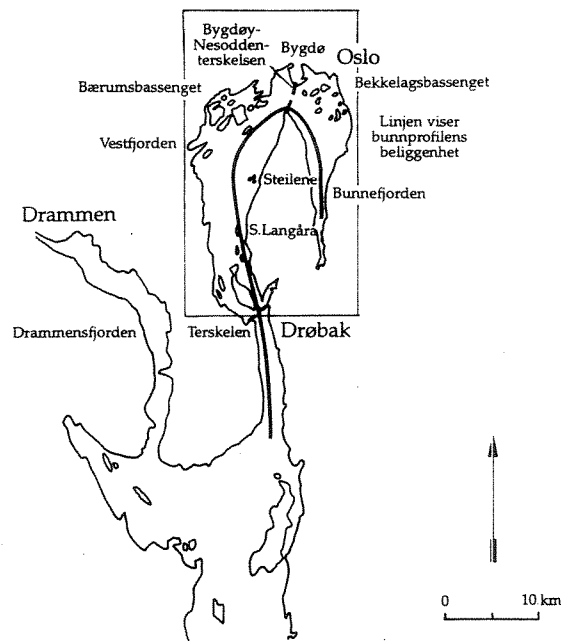 Bygdøy-
Nesodden-
terskelsen
Bygdø
Oslo
Bærumsbassenget
Bekkelagsbassenget
Linjen viser
bunnprofilens
beliggenhet
Vestfjorden
Steilene
Bunnefjorden
Drammen
S.Langåra
Drammensfjorden
Terskelen
Drøbak
0 10 km